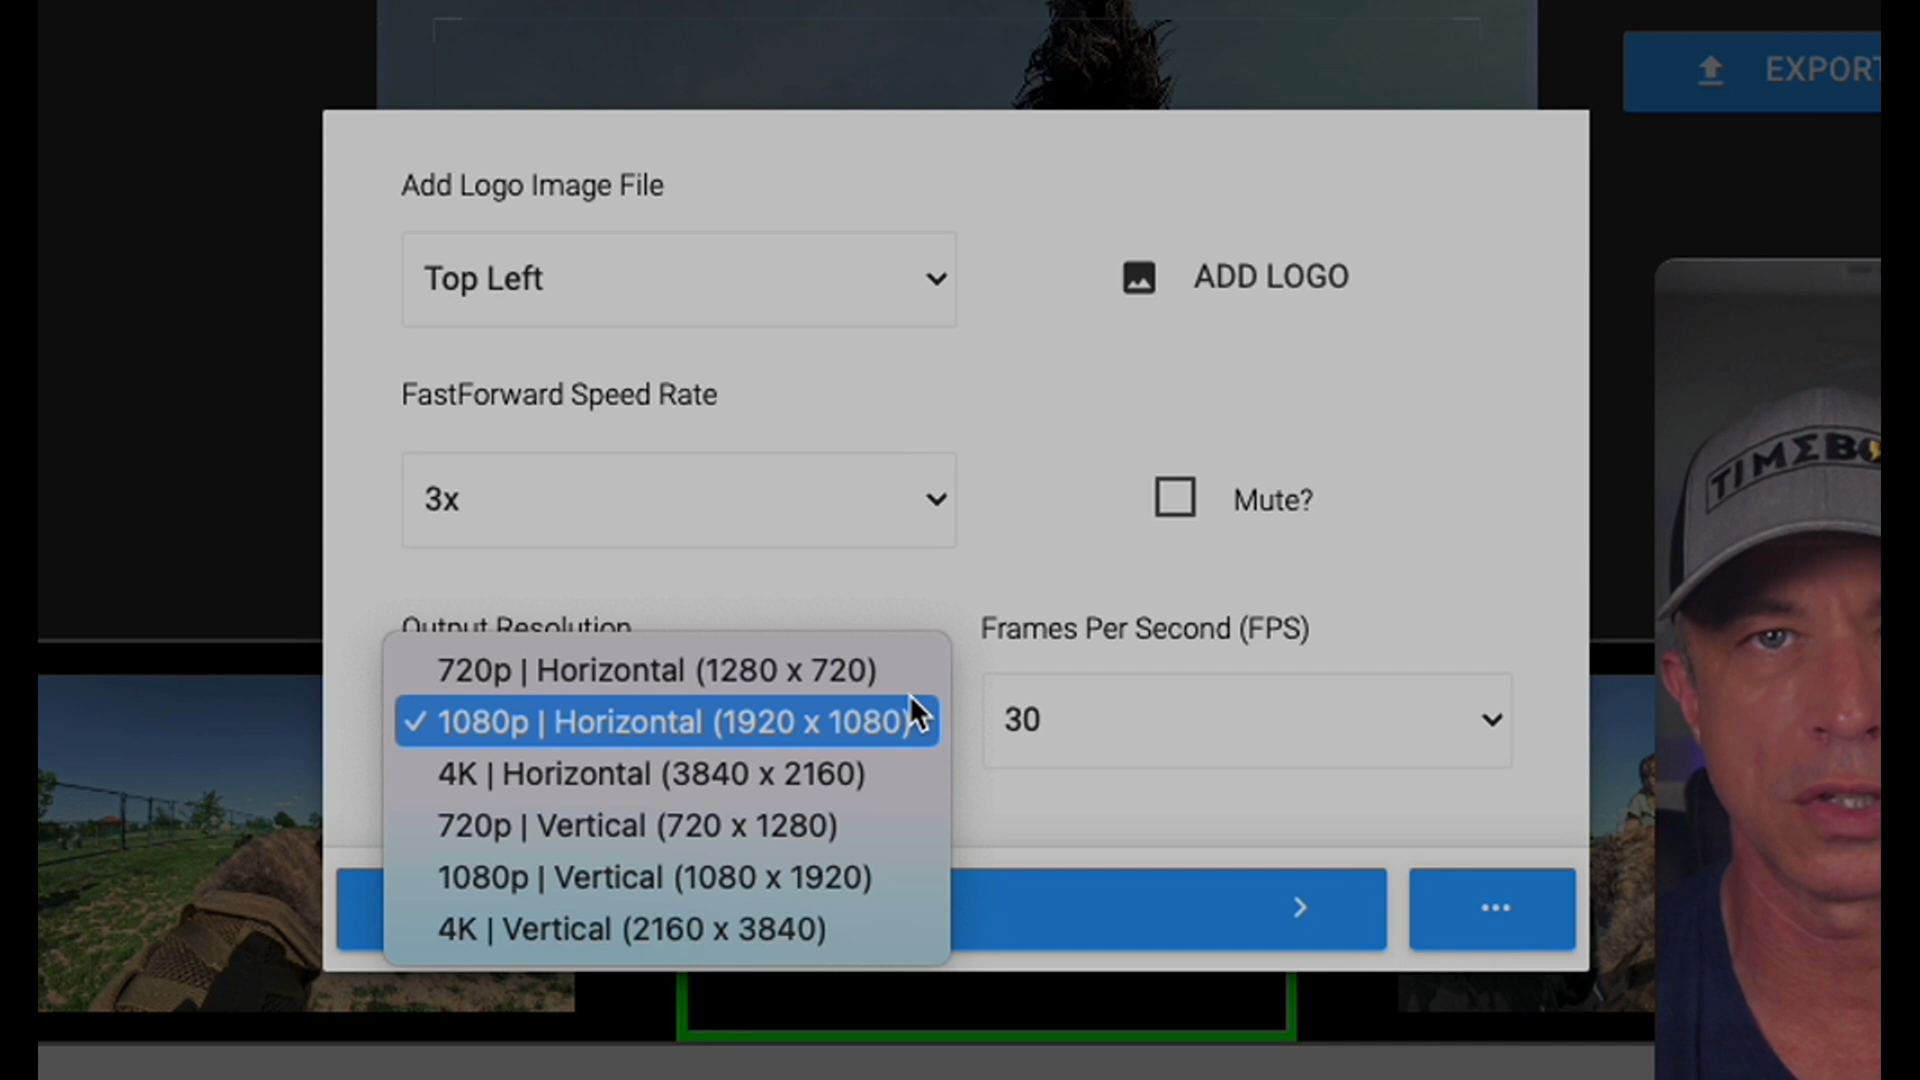 EXPORT
Add Logo Image File
Top Left
ADD LOGO
FastForward Speed Rate
3x
Mute?
Output Resolution
Frames Per Second (FPS)
720p | Horizontal (1280 x 720)
1080p | Horizontal (1920 x 1080)
30
4K | Horizontal (3840 x 2160)
720p | Vertical (720 x 1280)
1080p | Vertical (1080 x 1920)
4K | Vertical (2160 x 3840)
TIMΣBO